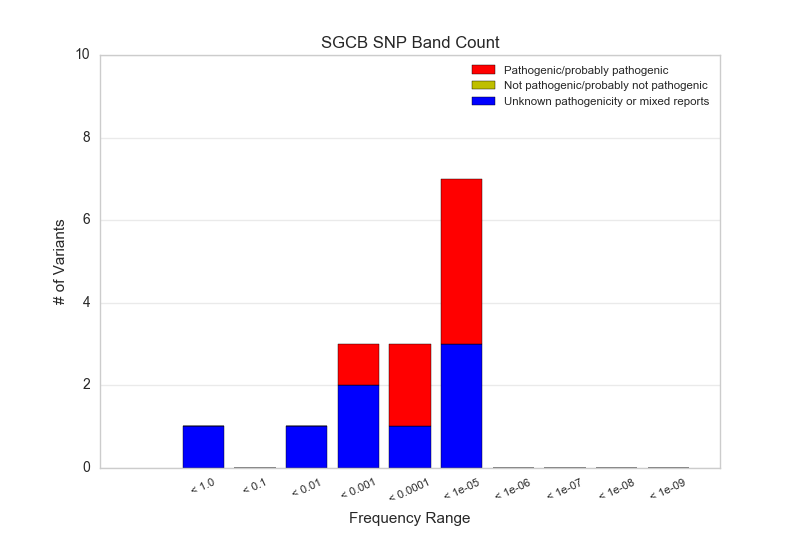 SGCB SNP Band Count
10
8
6
4
2
0
# of Variants
Pathogenic/probably pathogenic
Not pathogenic/probably not pathogenic
Unknown pathogenicity or mixed reports
< 1.0 < 0.1 < 0.01 < 0.001 < 0.0001 < 1e-05 < 1e-06 < 1e-07 < 1e-08 < 1e-09
Frequency Range